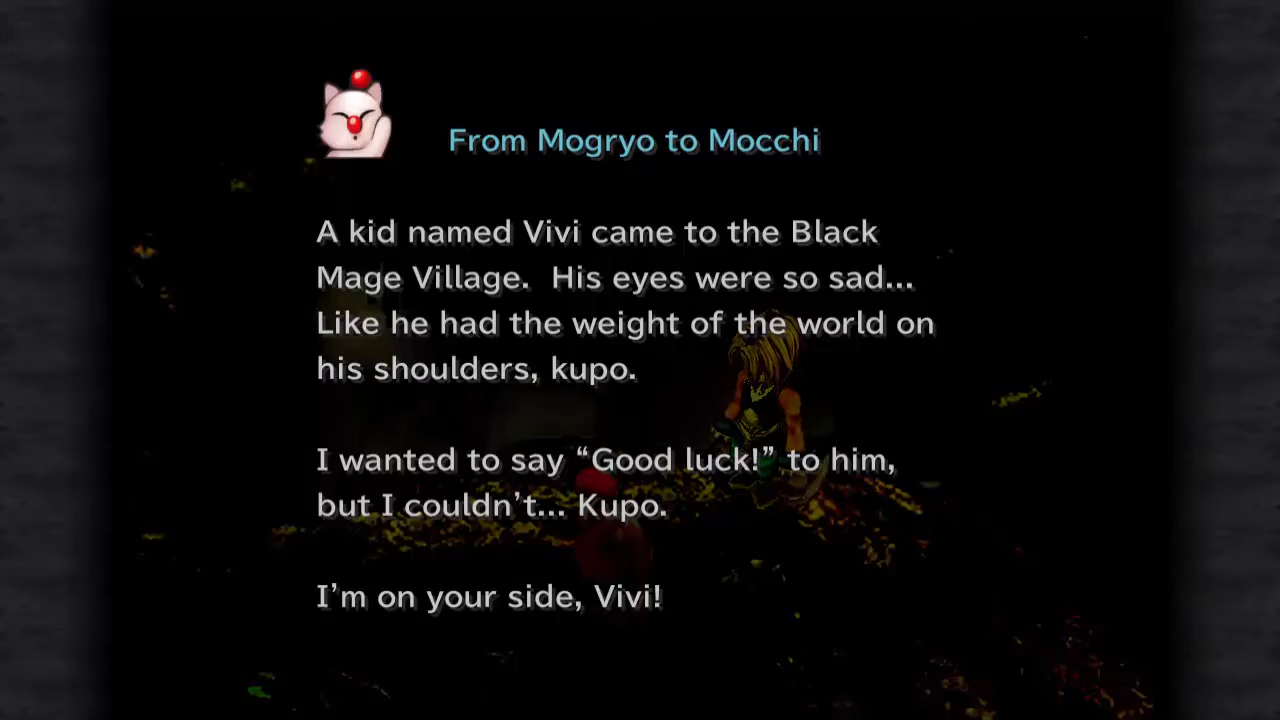 From Mogryo to Mocchi
A kid named Vivi came to the Black
Mage Village.  His eyes were so sad...
Like he had the weight of the world on
his shoulders, kupo.
I wanted to say “Good luck!” to him,
but I couldn’t... Kupo.
I’m on your side, Vivi!